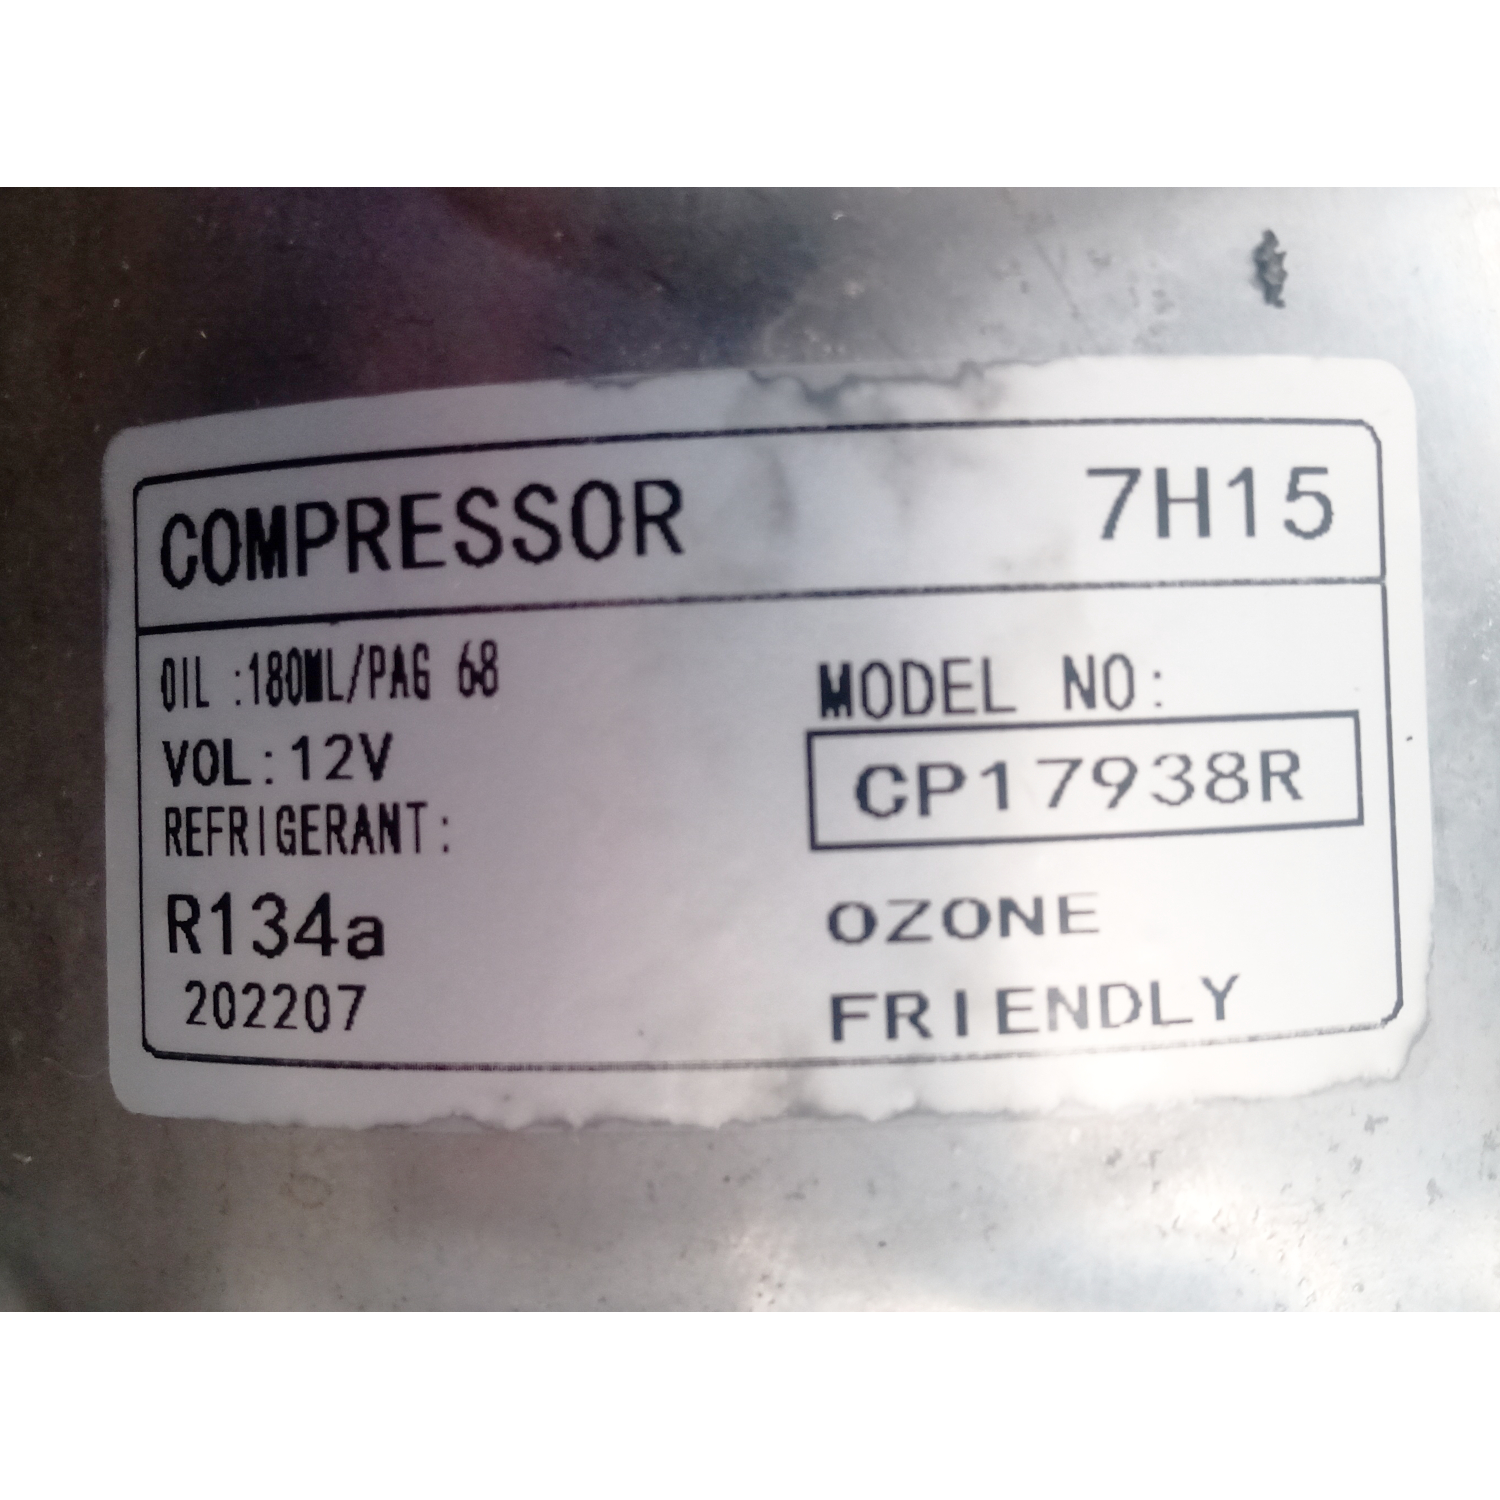 COMPRESSOR 7H15
OIL :180ML/PAG 68
VOL:12V
REFRIGERANT:
R134a
202207
MODEL NO:
CP17938R
OZONE
FRIENDLY